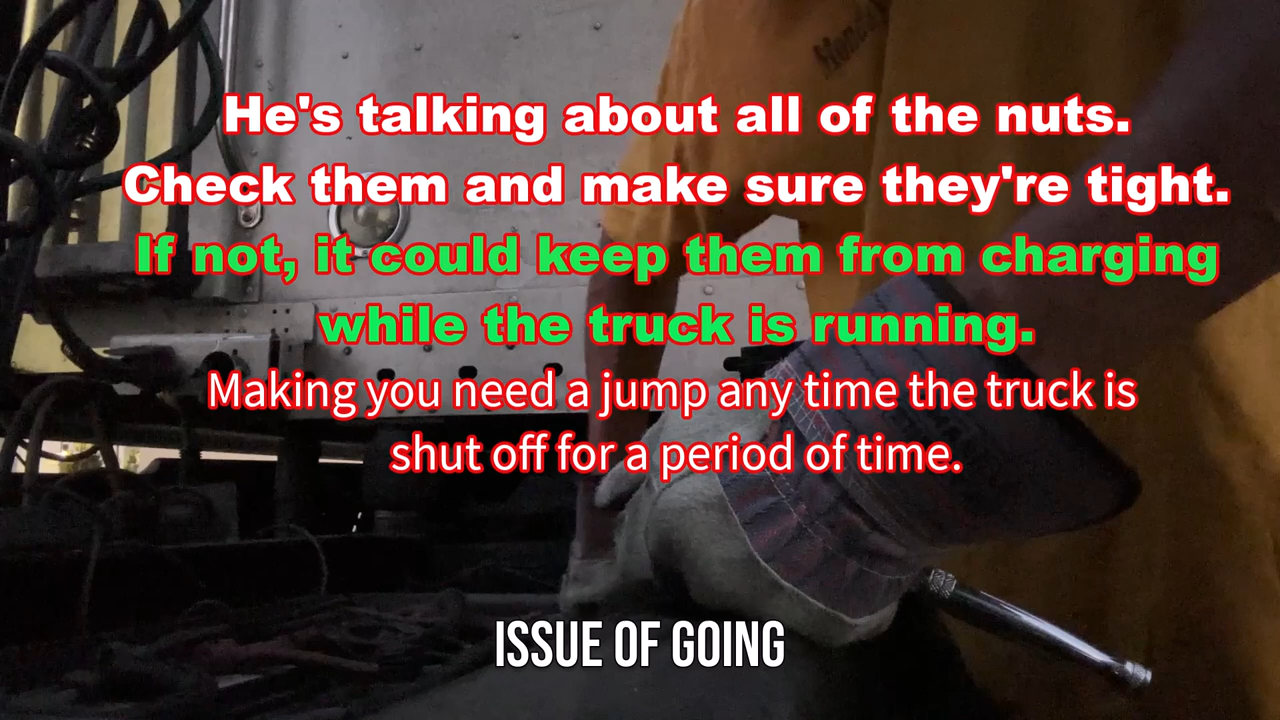 He's talking about all of the nuts.
Check them and make sure they're tight.
If not, it could keep them from charging
while the truck is running.
Making you need a jump any time the truck is
shut off for a period of time.
ISSUE OF GOING